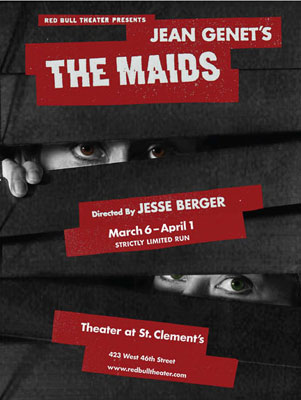 RED BULL THEATER PRESENTS
JEAN GENET'S
THE MAIDS
Directed By JESSE BERGER
March 6 – April 1
STRICTLY LIMITED RUN
Theater at St. Clement's
423 West 46th Street
www.redbulltheater.com